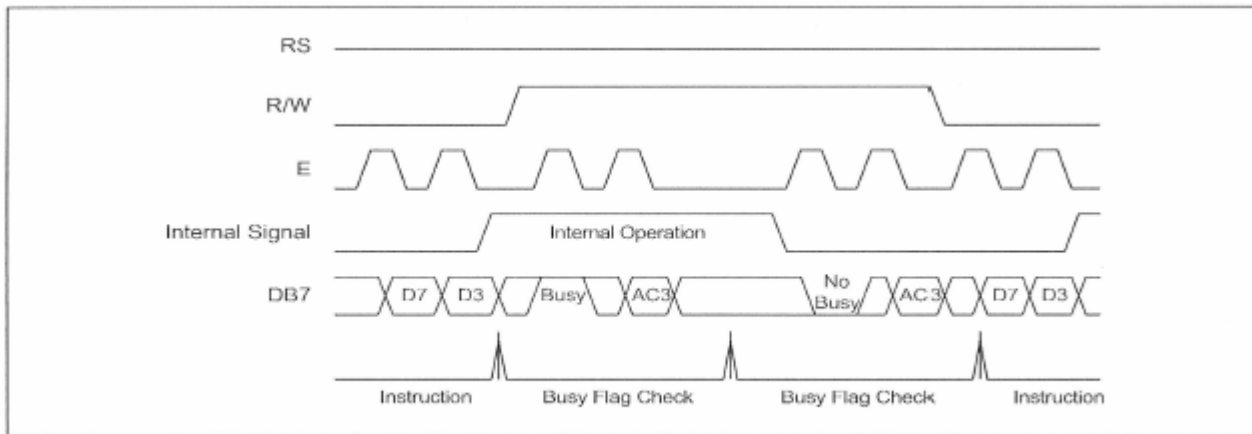 RS
R/W
E
Internal Signal Internal Operation
DB7 D7 D3 Busy AC3 No Busy AC3 D7 D3
Instruction Busy Flag Check Busy Flag Check Instruction